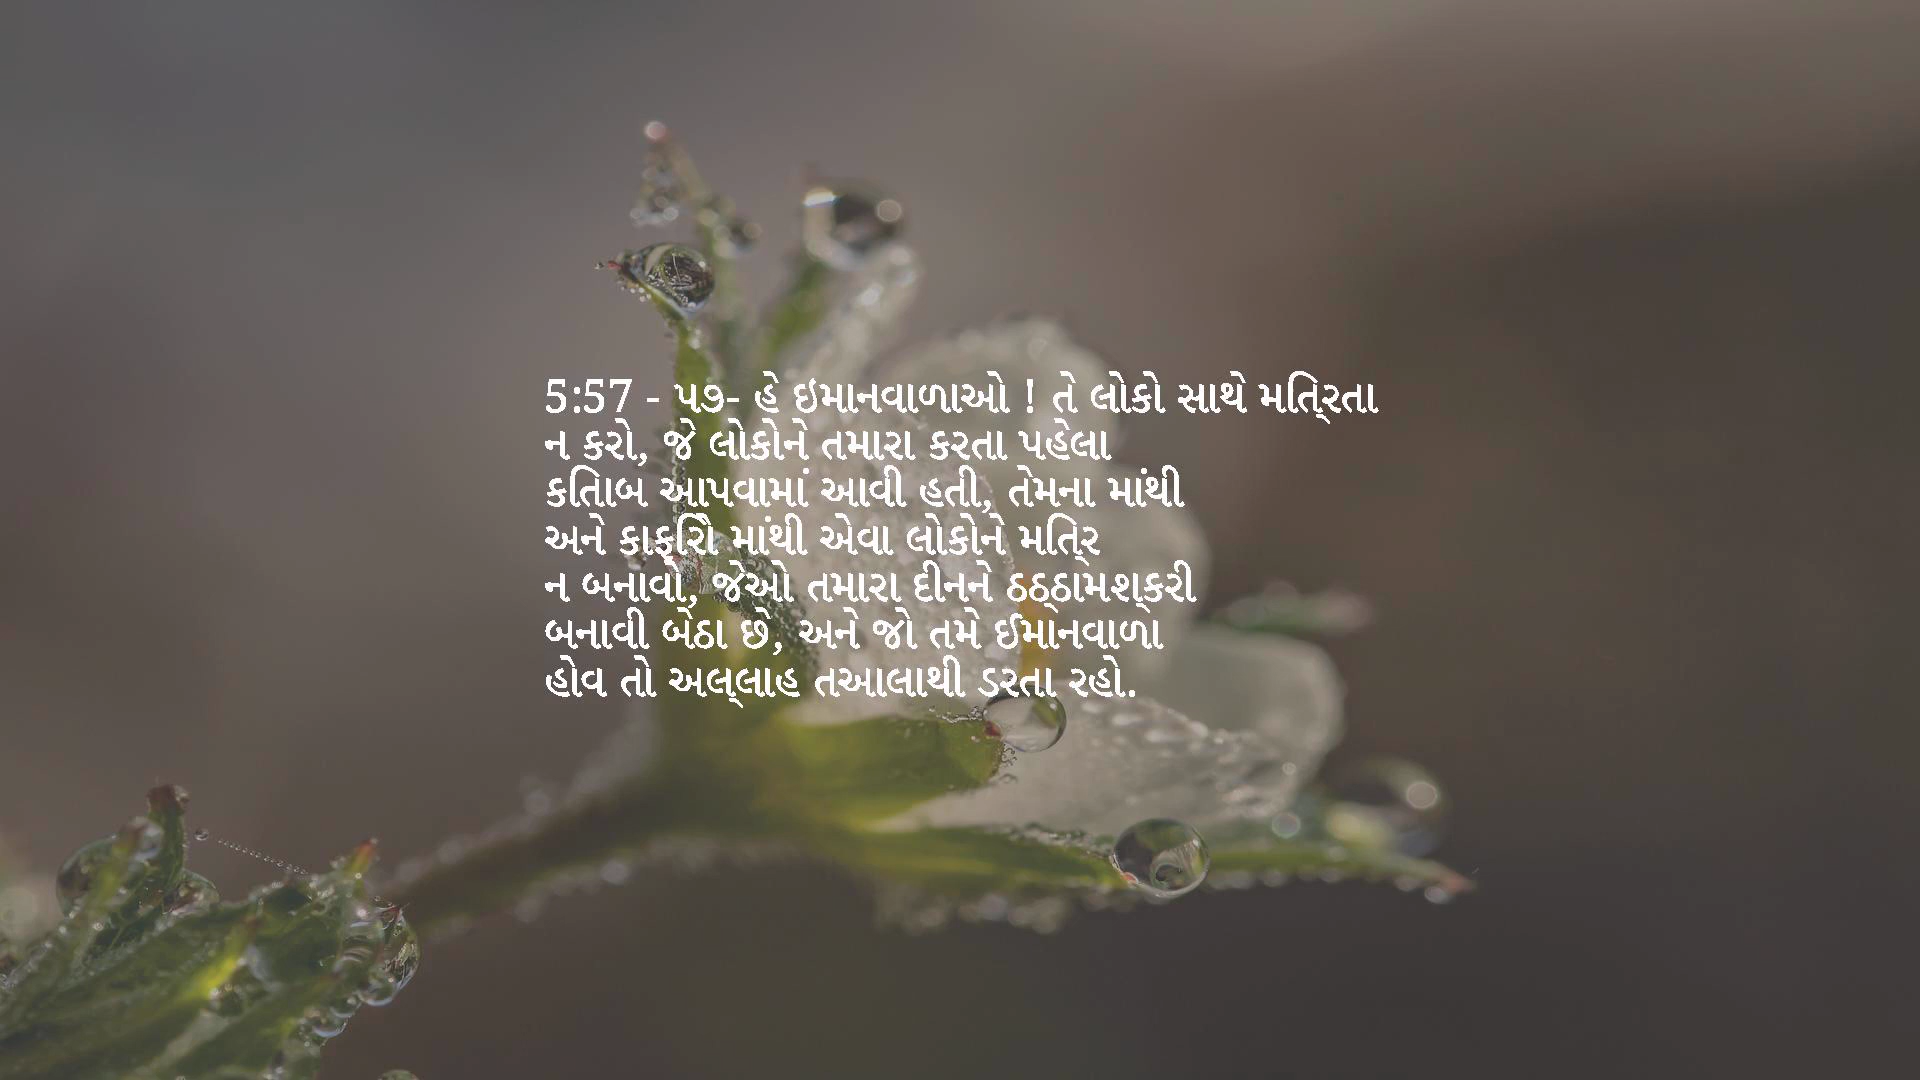 5:57 - ૫૭- હે ઇમાનવાળાઓ ! તે લોકો સાથે મિત્રતા
ન કરો, જે લોકોને તમારા કરતા પહેલા
કિતાબ આપવામાં આવી હતી, તેમના માંથી
અને કાફિરો માંથી એવા લોકોને મિત્ર
ન બનાવો, જેઓ તમારા દીનને ઠઠ્ઠામશ્કરી
બનાવી બેઠા છે, અને જો તમે ઈમાનવાળા
હોવ તો અલ્લાહ તઆલાથી ડરતા રહો.